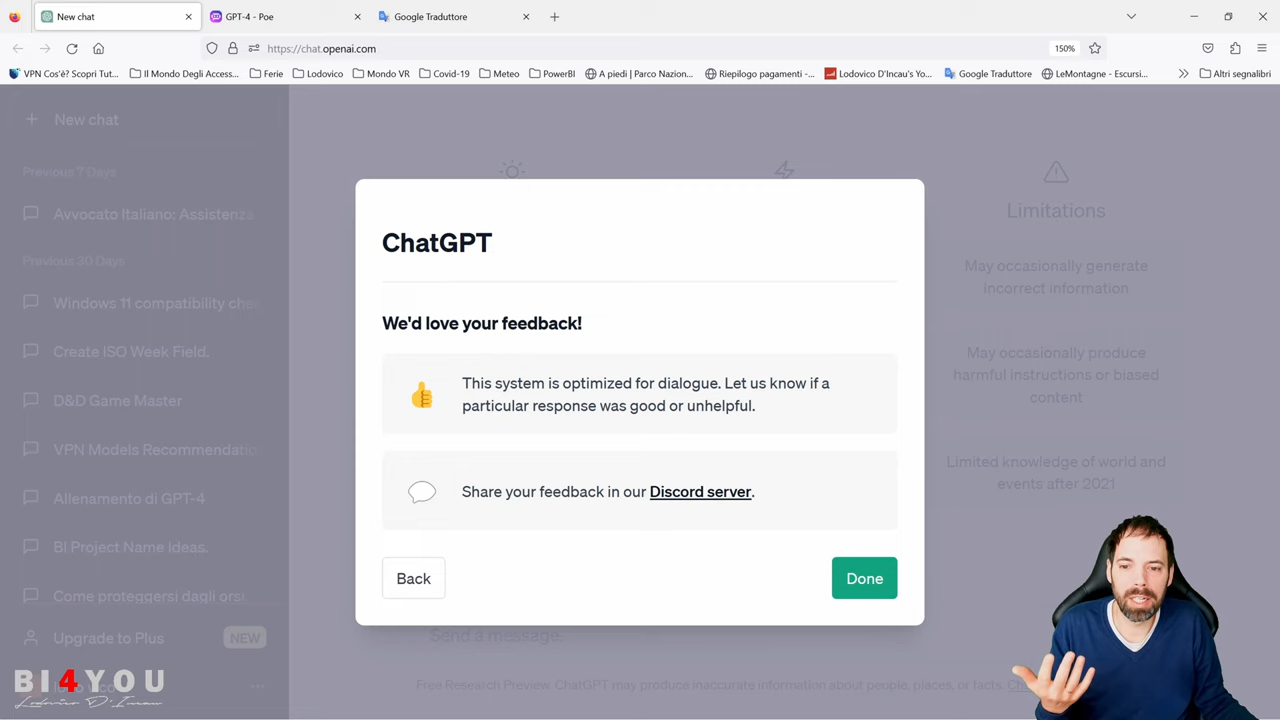 New chat
GPT-4 - Poe
Google Traduttore
https://chat.openai.com
150%
VPN Cos'è? Scopri Tut...
Il Mondo Degli Access...
Ferie
Lodovico
Mondo VR
Covid-19
Meteo
PowerBI
A piedi | Parco Nazion...
Riepilogo pagamenti -...
Lodovico D'Incau's Yo...
Google Traduttore
LeMontagne - Escursi...
Altri segnalibri
New chat
Previous 7 Days
Avvocato Italiano: Assistenza
Previous 30 Days
Windows 11 compatibility che
Create ISO Week Field.
D&D Game Master
VPN Models Recommendatio
Allenamento di GPT-4
BI Project Name Ideas.
Come proteggersi dagli orsi.
Upgrade to Plus
NEW
BI4YOU
Lodovico D'Incau
ChatGPT
We'd love your feedback!
This system is optimized for dialogue. Let us know if a
particular response was good or unhelpful.
Share your feedback in our Discord server.
Back
Done
Limitations
May occasionally generate
incorrect information
May occasionally produce
harmful instructions or biased
content
Limited knowledge of world and
events after 2021
Send a message.
Free Research Preview. ChatGPT may produce inaccurate information about people, places, or facts.